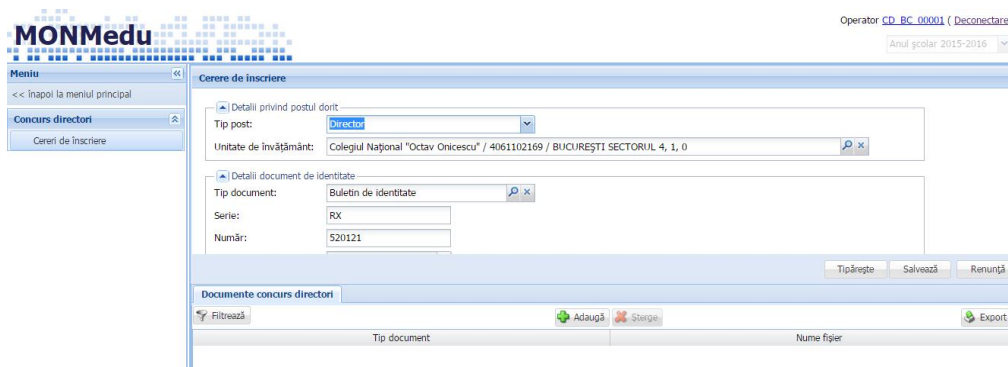 Operator CD_BC_00001 ( Deconectare
MONMedu
Anul școlar 2015-2016
Meniu
<< înapoi la meniul principal
Concurs directori
Cereri de înscriere
Cerere de înscriere
Detalii privind postul dorit
Tip post: Director
Unitate de învățământ: Colegiul Naţional "Octav Onicescu" / 4061102169 / BUCUREŞTI SECTORUL 4, 1, 0
Detalii document de identitate
Tip document: Buletin de identitate
Serie: RX
Număr: 520121
Tipărește Salvează Renunță
Documente concurs directori
Filtrează Adaugă Șterge Export
Tip document Nume fișier